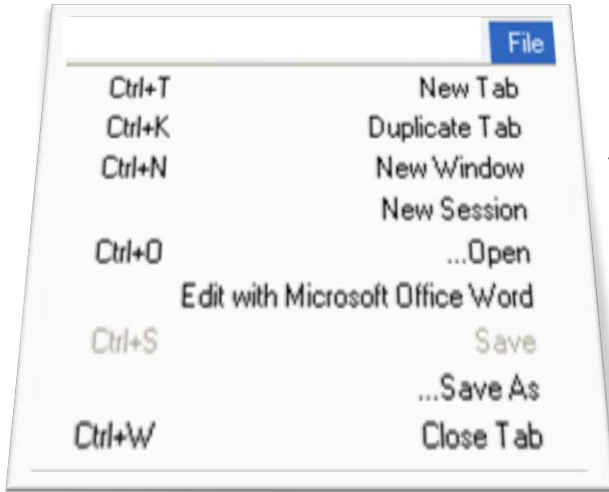 File
New Tab Ctrl+T
Duplicate Tab Ctrl+K
New Window Ctrl+N
New Session
...Open Ctrl+O
Edit with Microsoft Office Word
Save Ctrl+S
...Save As
Close Tab Ctrl+W